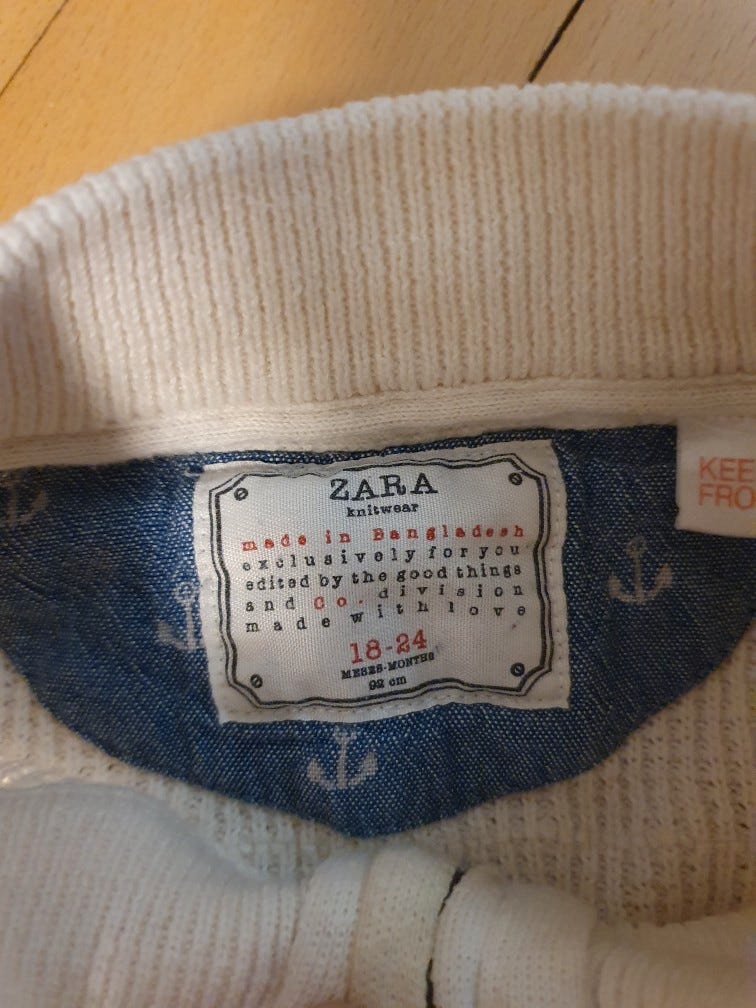 ZARA
knitwear
made in Bangladesh
exclusively for you
edited by the good things
and Co. division
made with love
18-24
MESES-MONTHS
92 cm
KEE
FRO